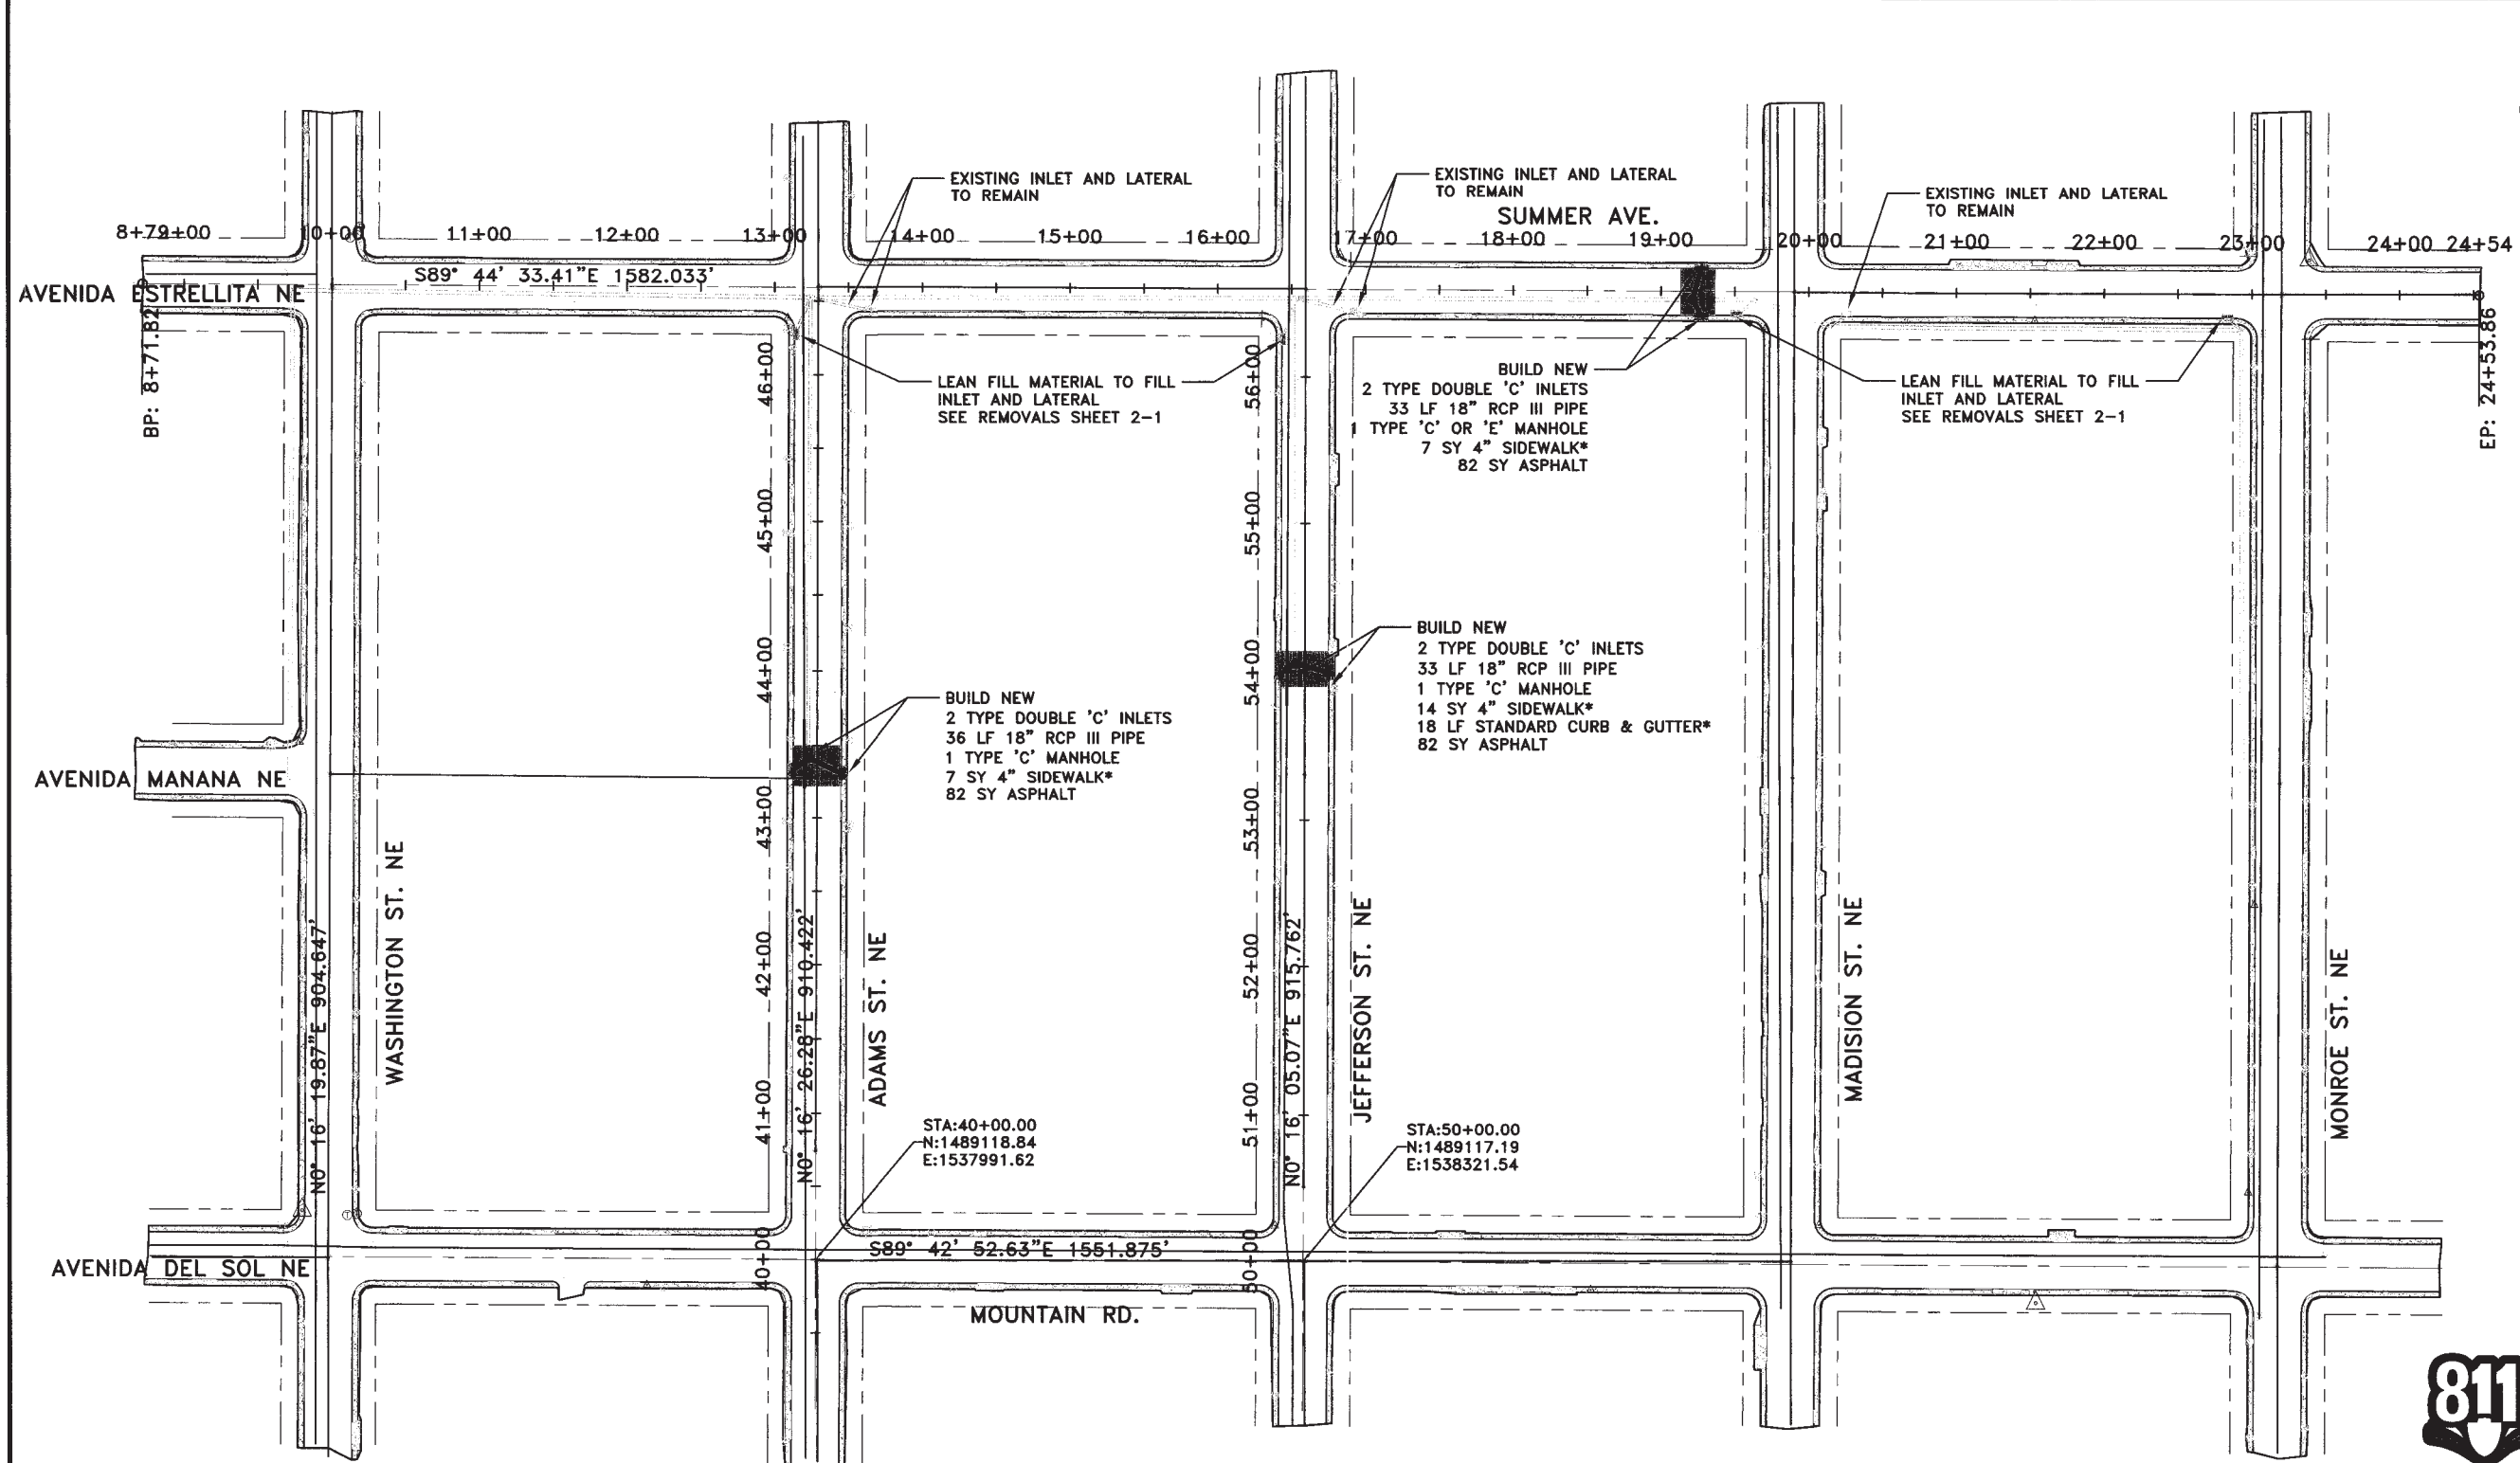 EXISTING INLET AND LATERAL
TO REMAIN
EXISTING INLET AND LATERAL
TO REMAIN
EXISTING INLET AND LATERAL
TO REMAIN
SUMMER AVE.
10+00
11+00
12+00
13+00
14+00
15+00
16+00
17+00
18+00
19+00
20+00
21+00
22+00
23+00
24+00 24+54
S89° 44' 33.41"E 1582.033'
AVENIDA ESTRELLITA NE
BP: 8+71.82
EP: 24+53.86
46+00
45+00
44+00
43+00
42+00
41+00
40+00
56+00
55+00
54+00
53+00
52+00
51+00
50+00
LEAN FILL MATERIAL TO FILL
INLET AND LATERAL
SEE REMOVALS SHEET 2-1
BUILD NEW
2 TYPE DOUBLE 'C' INLETS
33 LF 18" RCP III PIPE
1 TYPE 'C' OR 'E' MANHOLE
7 SY 4" SIDEWALK*
82 SY ASPHALT
LEAN FILL MATERIAL TO FILL
INLET AND LATERAL
SEE REMOVALS SHEET 2-1
BUILD NEW
2 TYPE DOUBLE 'C' INLETS
33 LF 18" RCP III PIPE
1 TYPE 'C' MANHOLE
14 SY 4" SIDEWALK*
18 LF STANDARD CURB & GUTTER*
82 SY ASPHALT
BUILD NEW
2 TYPE DOUBLE 'C' INLETS
36 LF 18" RCP III PIPE
1 TYPE 'C' MANHOLE
7 SY 4" SIDEWALK*
82 SY ASPHALT
AVENIDA MANANA NE
N0° 16' 19.87"E 904.647'
WASHINGTON ST. NE
N0° 16' 26.28"E 910.422'
ADAMS ST. NE
N0° 16' 05.07"E 915.762'
JEFFERSON ST. NE
MADISION ST. NE
MONROE ST. NE
STA:40+00.00
N:1489118.84
E:1537991.62
STA:50+00.00
N:1489117.19
E:1538321.54
S89° 42' 52.63"E 1551.875'
AVENIDA DEL SOL NE
MOUNTAIN RD.
811